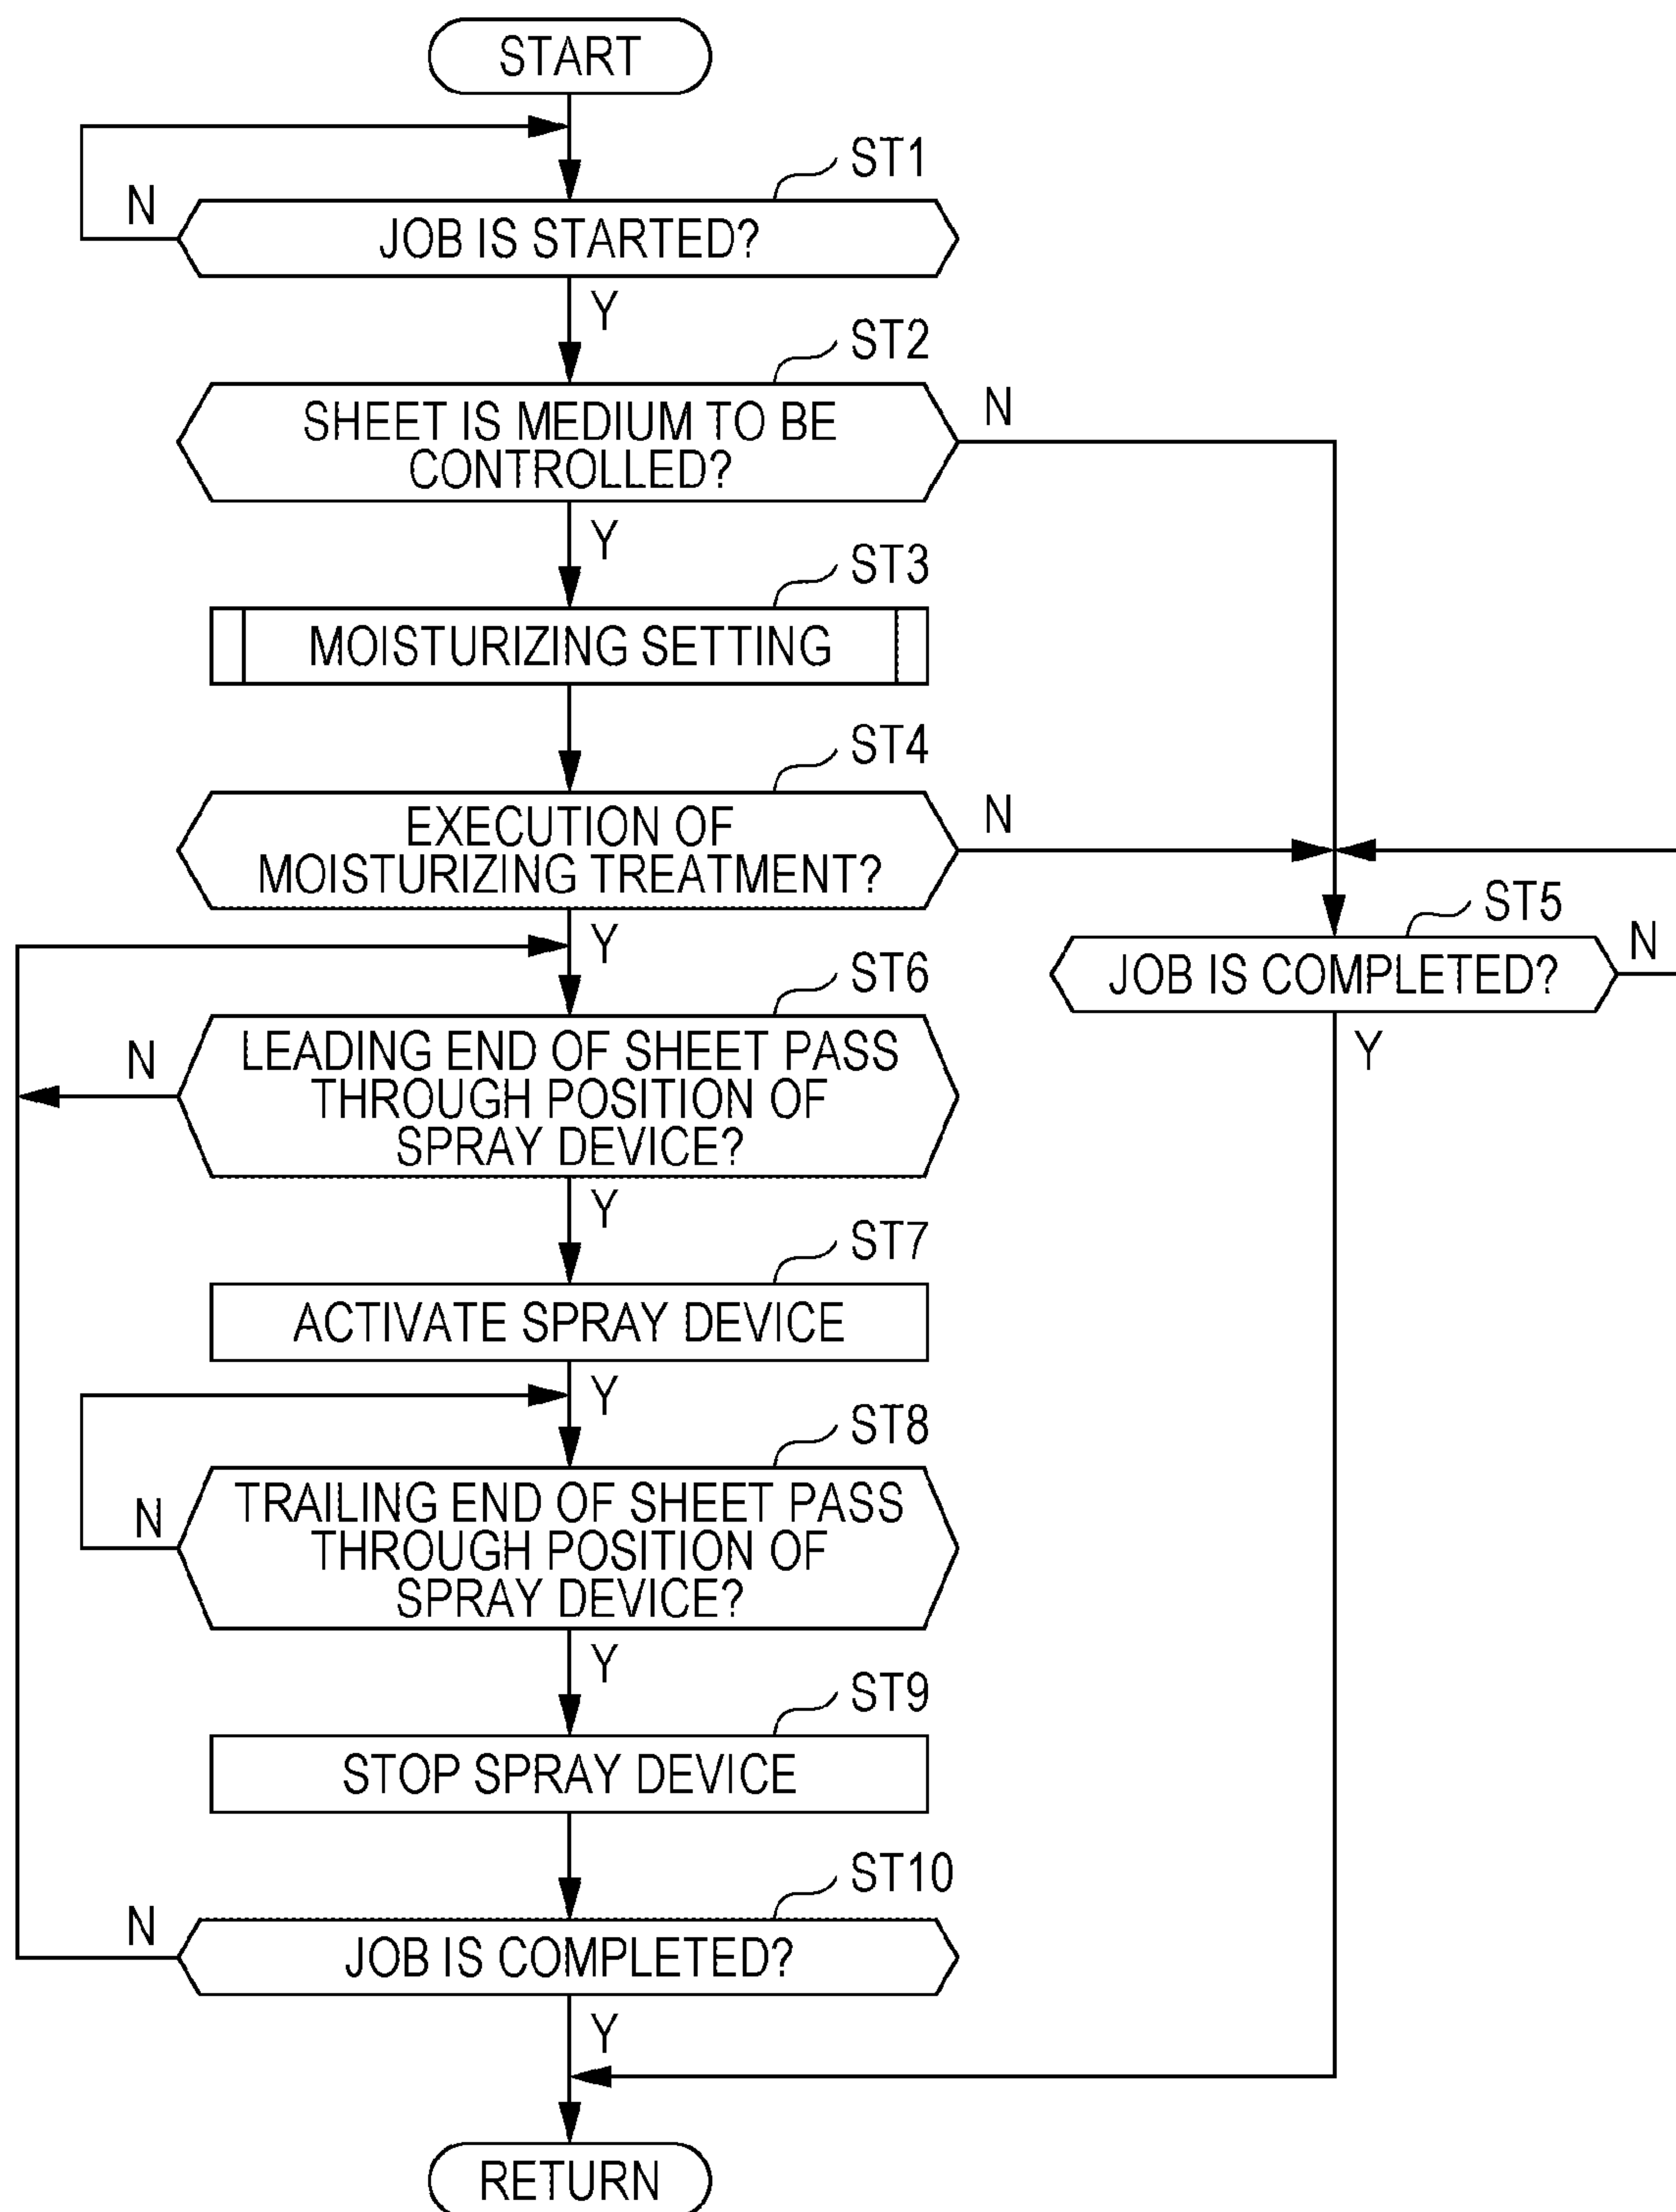 START
ST1
N
JOB IS STARTED?
Y
ST2
SHEET IS MEDIUM TO BE
CONTROLLED?
N
Y
ST3
MOISTURIZING SETTING
ST4
EXECUTION OF
MOISTURIZING TREATMENT?
N
Y
ST5
JOB IS COMPLETED?
N
Y
ST6
N
LEADING END OF SHEET PASS
THROUGH POSITION OF
SPRAY DEVICE?
Y
ST7
ACTIVATE SPRAY DEVICE
Y
ST8
N
TRAILING END OF SHEET PASS
THROUGH POSITION OF
SPRAY DEVICE?
Y
ST9
STOP SPRAY DEVICE
ST10
N
JOB IS COMPLETED?
Y
RETURN